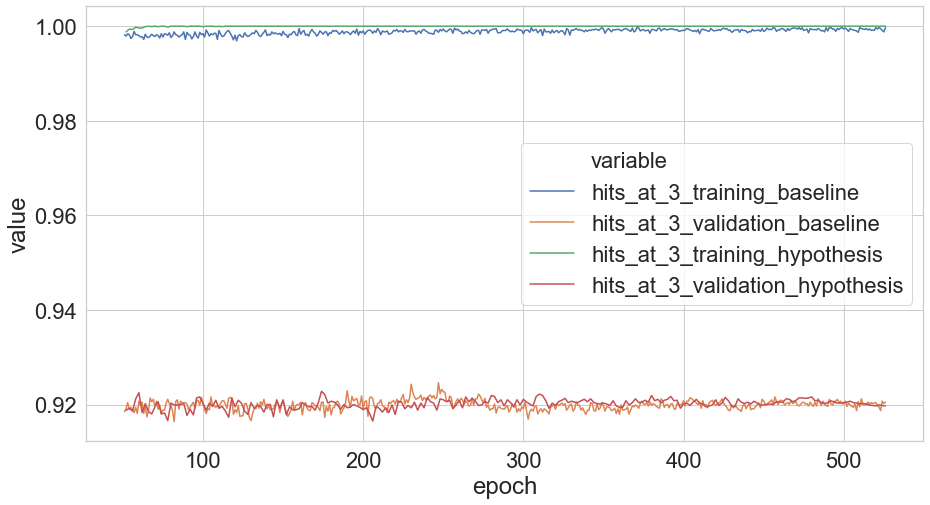 1.00
0.98
0.96
0.94
0.92
value
variable
hits_at_3_training_baseline
hits_at_3_validation_baseline
hits_at_3_training_hypothesis
hits_at_3_validation_hypothesis
100
200
300
400
500
epoch